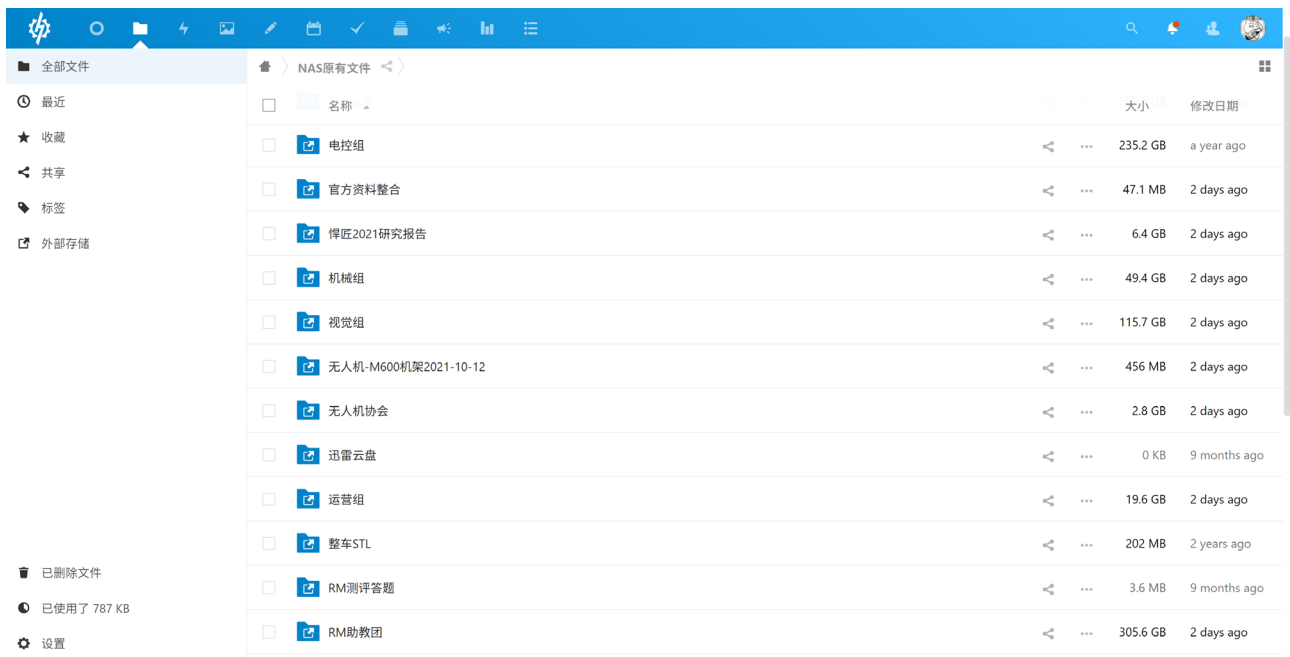 全部文件
最近
收藏
共享
标签
外部存储
已删除文件
已使用了 787 KB
设置
NAS原有文件
名称 大小 修改日期
电控组 235.2 GB a year ago
官方资料整合 47.1 MB 2 days ago
悍匠2021研究报告 6.4 GB 2 days ago
机械组 49.4 GB 2 days ago
视觉组 115.7 GB 2 days ago
无人机-M600机架2021-10-12 456 MB 2 days ago
无人机协会 2.8 GB 2 days ago
迅雷云盘 0 KB 9 months ago
运营组 19.6 GB 2 days ago
整车STL 202 MB 2 years ago
RM测评答题 3.6 MB 9 months ago
RM助教团 305.6 GB 2 days ago